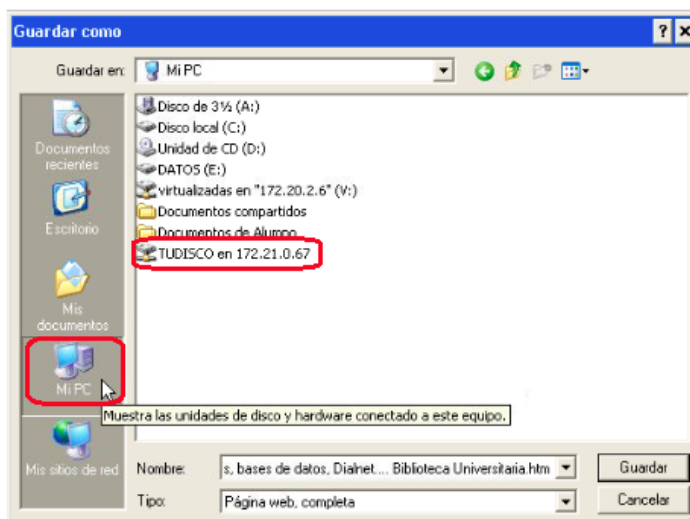 Guardar como
Guardar en:
Mi PC
Documentos
recientes
Escritorio
Mis
documentos
Mi PC
Mis sitios de red
Disco de 3½ (A:)
Disco local (C:)
Unidad de CD (D:)
DATOS (E:)
virtualizadas en "172.20.2.6" (V:)
Documentos compartidos
Documentos de Alumno
TUDISCO en 172.21.0.67
Muestra las unidades de disco y hardware conectado a este equipo.
Nombre:
s, bases de datos, Dialnet.... Biblioteca Universitaria.htm
Guardar
Tipo:
Página web, completa
Cancelar